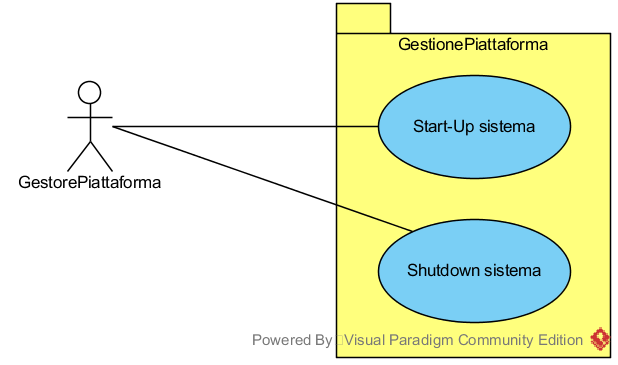 GestionePiattaforma
Start-Up sistema
GestorePiattaforma
Shutdown sistema
Powered By Visual Paradigm Community Edition